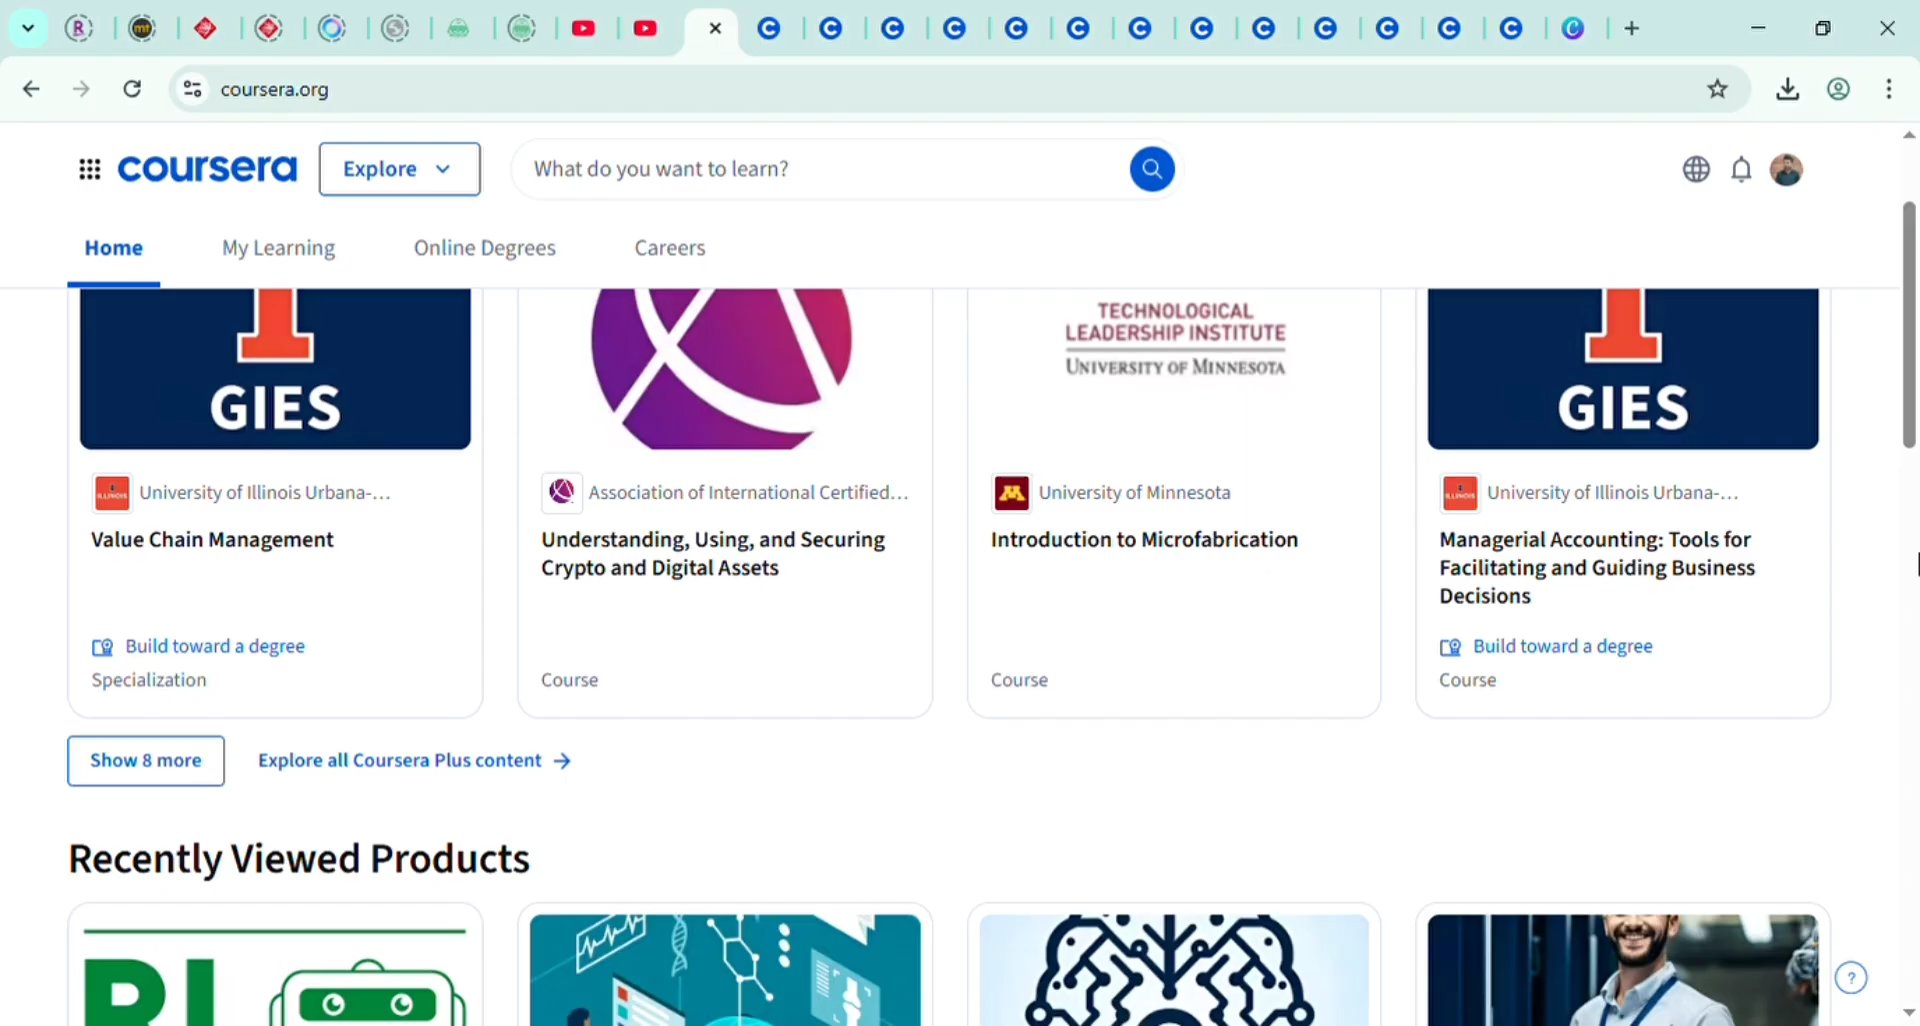 mt
coursera.org
coursera
Explore
What do you want to learn?
Home
My Learning
Online Degrees
Careers
GIES
TECHNOLOGICAL
LEADERSHIP INSTITUTE
UNIVERSITY OF MINNESOTA
GIES
ILLINOIS
University of Illinois Urbana-...
Association of International Certified...
M
University of Minnesota
ILLINOIS
University of Illinois Urbana-...
Value Chain Management
Understanding, Using, and Securing
Crypto and Digital Assets
Introduction to Microfabrication
Managerial Accounting: Tools for
Facilitating and Guiding Business
Decisions
Build toward a degree
Specialization
Course
Course
Build toward a degree
Course
Show 8 more
Explore all Coursera Plus content
Recently Viewed Products